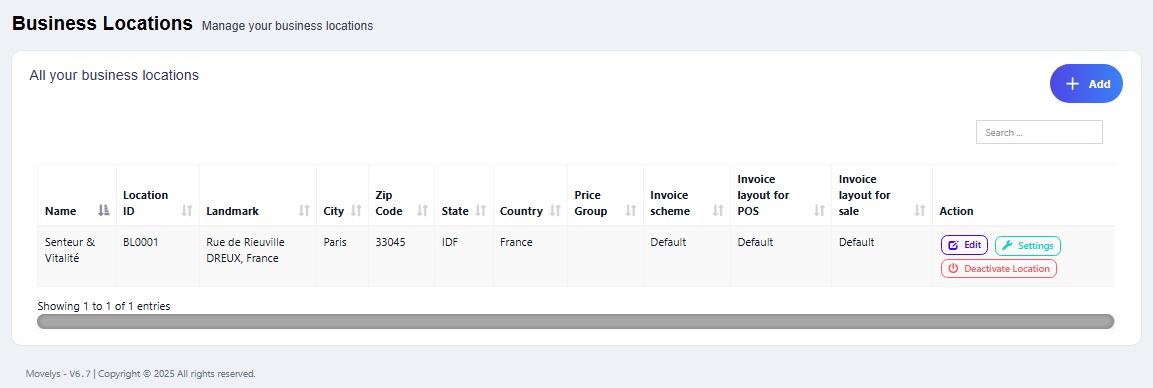 Business Locations Manage your business locations
All your business locations
Add
Search ...
Name
Location ID
Landmark
City
Zip Code
State
Country
Price Group
Invoice scheme
Invoice layout for POS
Invoice layout for sale
Action
Senteur &
Vitalité
BL0001
Rue de Rieuville
DREUX, France
Paris
33045
IDF
France
Default
Default
Default
Edit
Settings
Deactivate Location
Showing 1 to 1 of 1 entries
Movelys - V6.7 | Copyright © 2025 All rights reserved.